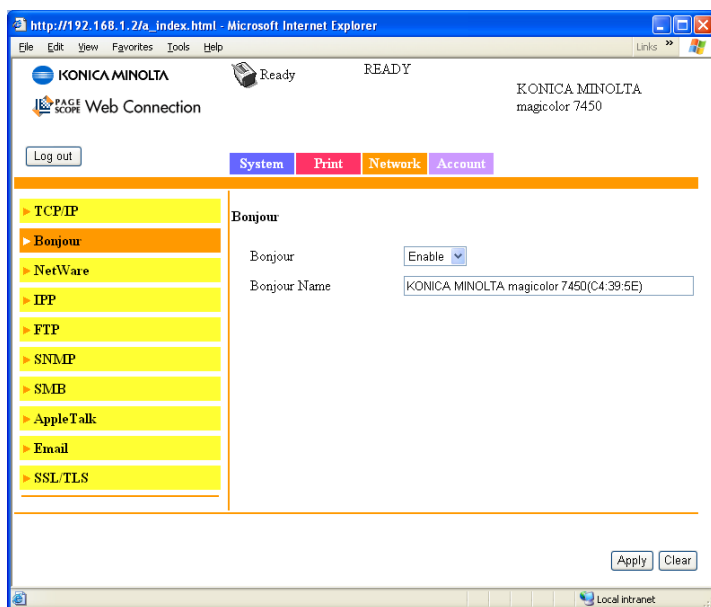 http://192.168.1.2/a_index.html - Microsoft Internet Explorer
File Edit View Favorites Tools Help Links »
KONICA MINOLTA
Ready
READY
KONICA MINOLTA
magicolor 7450
PAGE SCOPE Web Connection
Log out
System Print Network Account
TCP/IP
Bonjour
NetWare
IPP
FTP
SNMP
SMB
AppleTalk
Email
SSL/TLS
Bonjour
Bonjour Enable
Bonjour Name KONICA MINOLTA magicolor 7450(C4:39:5E)
Apply Clear
Local intranet